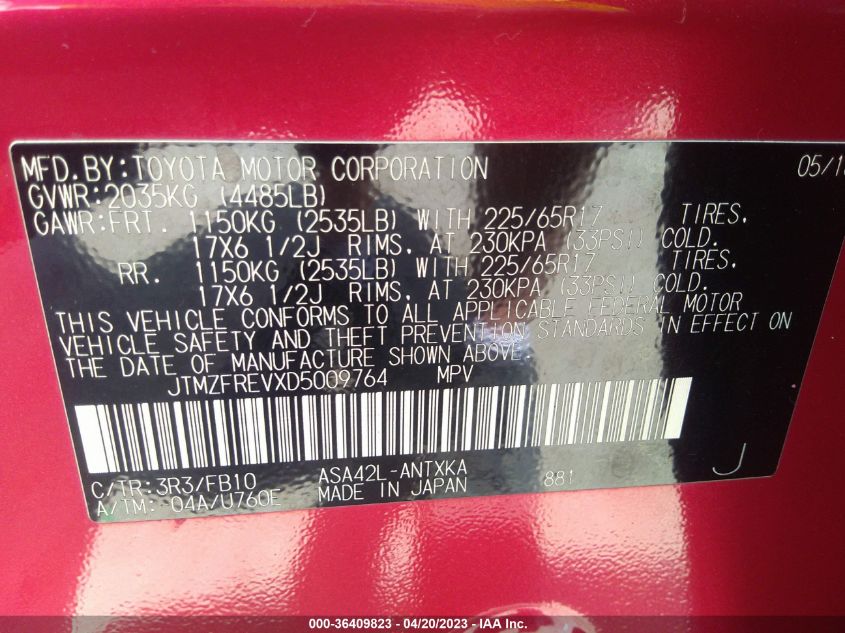 MFD.BY:TOYOTA MOTOR CORPORATION 05/1
GVWR:2035KG (4485LB)
GAWR:FRT. 1150KG (2535LB) WITH 225/65R17 TIRES,
17X6 1/2J RIMS, AT 230KPA (33PSI) COLD.
RR. 1150KG (2535LB) WITH 225/65R17 TIRES,
17X6 1/2J RIMS, AT 230KPA (33PSI) COLD.
THIS VEHICLE CONFORMS TO ALL APPLICABLE FEDERAL MOTOR
VEHICLE SAFETY AND THEFT PREVENTION STANDARDS IN EFFECT ON
THE DATE OF MANUFACTURE SHOWN ABOVE.
JTMZFREVXD5009764 MPV
C/TR:3R3/FB10 ASA42L-ANTXKA
A/TM: 04A/U760E MADE IN JAPAN 881 J
000-36409823 - 04/20/2023 - IAA Inc.